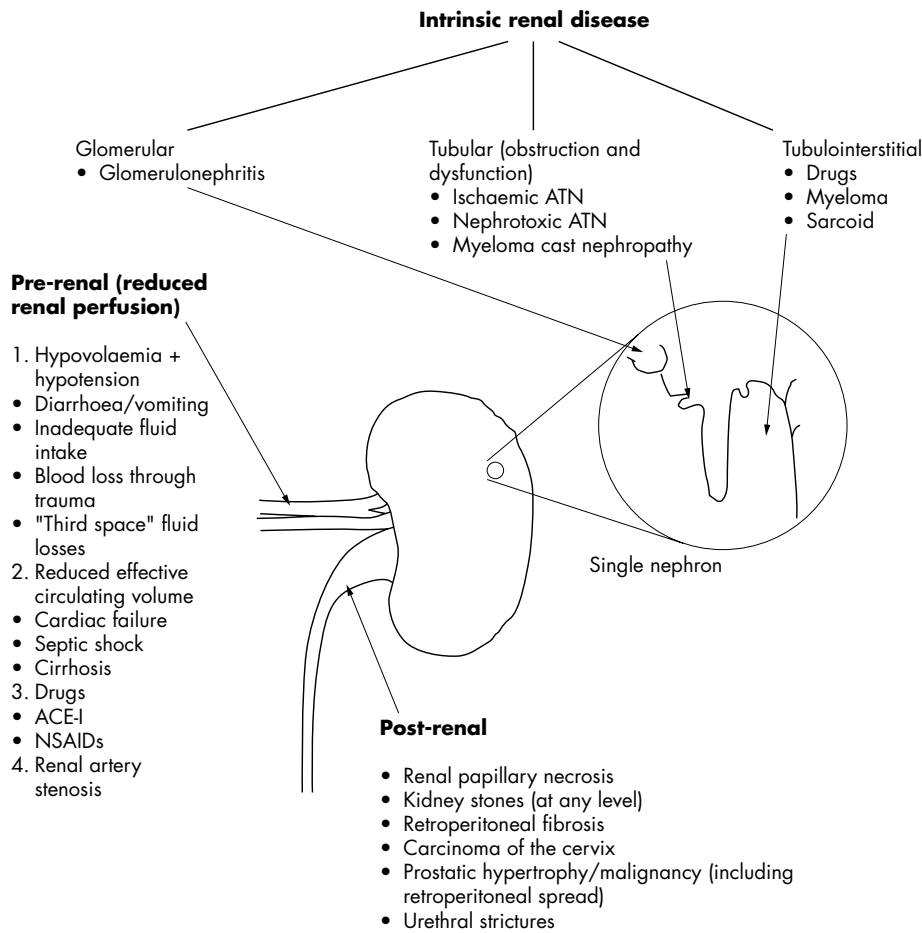 Intrinsic renal disease
Glomerular
• Glomerulonephritis
Tubular (obstruction and
dysfunction)
• Ischaemic ATN
• Nephrotoxic ATN
• Myeloma cast nephropathy
Tubulointerstitial
• Drugs
• Myeloma
• Sarcoid
Pre-renal (reduced
renal perfusion)
1. Hypovolaemia +
hypotension
• Diarrhoea/vomiting
• Inadequate fluid
intake
• Blood loss through
trauma
• "Third space" fluid
losses
2. Reduced effective
circulating volume
• Cardiac failure
• Septic shock
• Cirrhosis
3. Drugs
• ACE-I
• NSAIDs
4. Renal artery
stenosis
Single nephron
Post-renal
• Renal papillary necrosis
• Kidney stones (at any level)
• Retroperitoneal fibrosis
• Carcinoma of the cervix
• Prostatic hypertrophy/malignancy (including
retroperitoneal spread)
• Urethral strictures